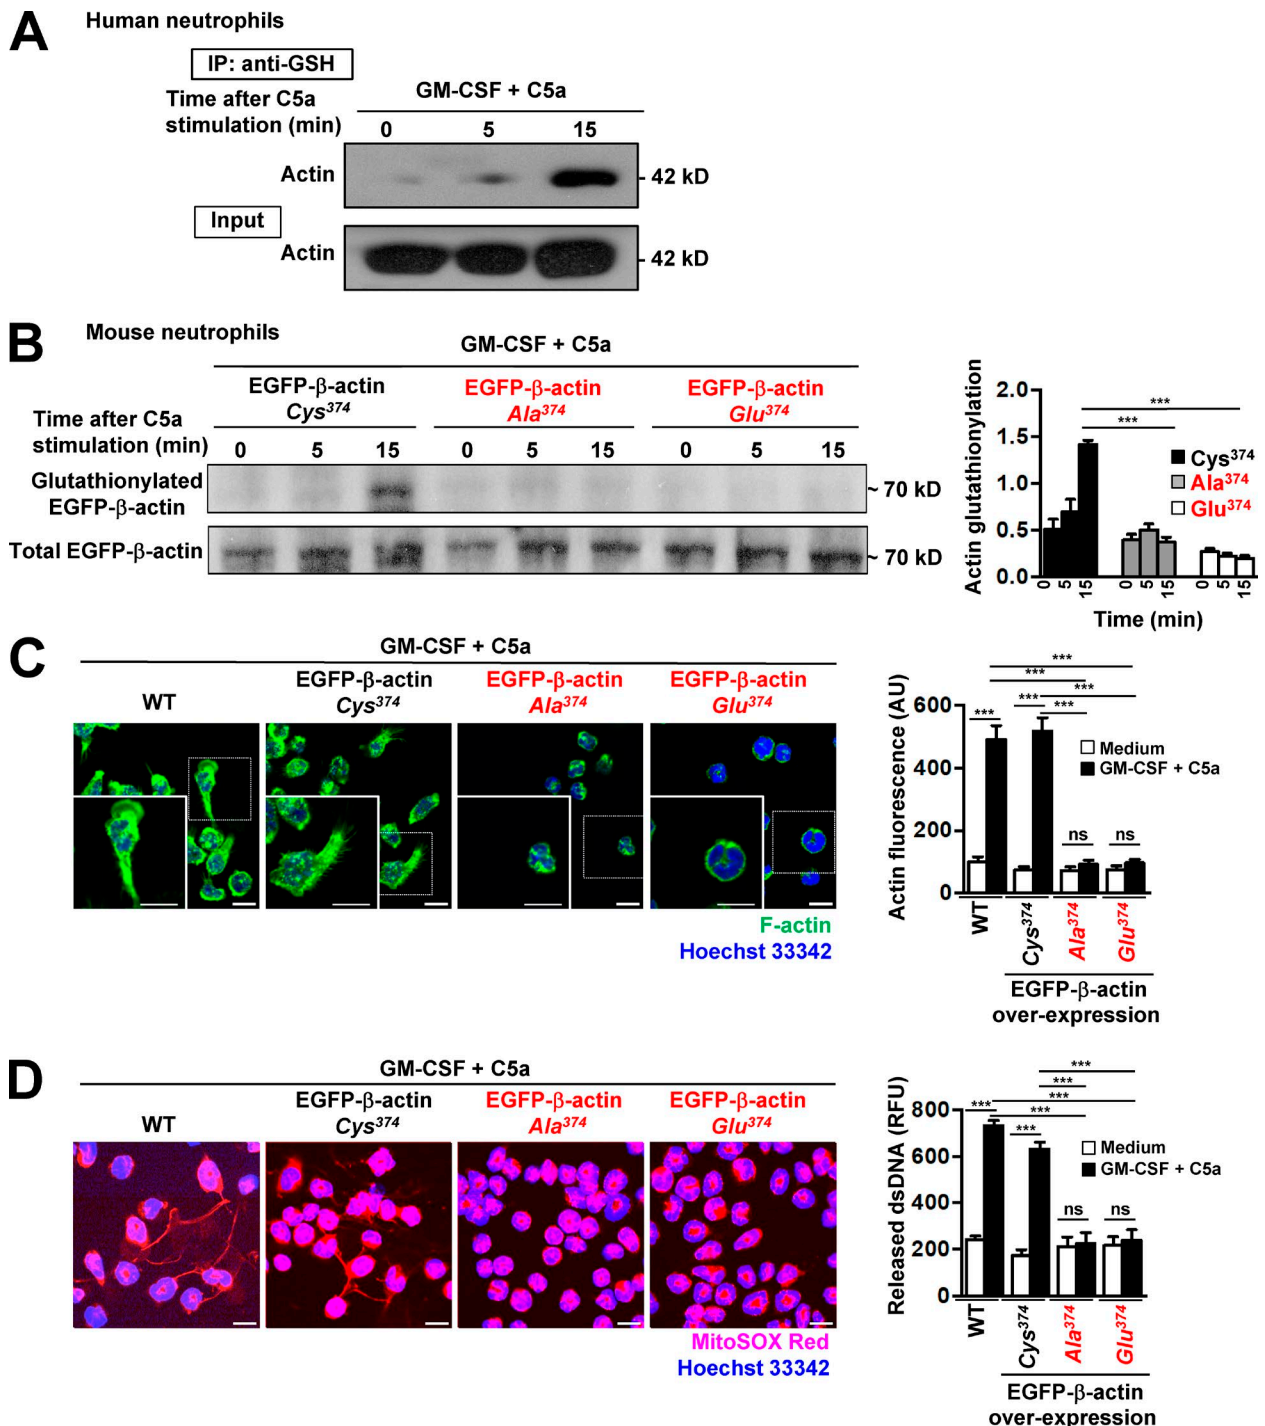 A
Human neutrophils
IP: anti-GSH
GM-CSF + C5a
Time after C5a
stimulation (min)
0 5 15
Actin
- 42 kD
Input
Actin
- 42 kD
B
Mouse neutrophils
GM-CSF + C5a
EGFP-β-actin EGFP-β-actin EGFP-β-actin
Cys³⁷⁴ Ala³⁷⁴ Glu³⁷⁴
Time after C5a
stimulation (min)
0 5 15 0 5 15 0 5 15
Glutathionylated
EGFP-β-actin
~ 70 kD
Total EGFP-β-actin
~ 70 kD
Actin glutathionylation
2.0
1.5
1.0
0.5
0.0
***
***
Cys³⁷⁴
Ala³⁷⁴
Glu³⁷⁴
0 5 15 0 5 15 0 5 15
Time (min)
C
GM-CSF + C5a
WT
EGFP-β-actin EGFP-β-actin EGFP-β-actin
Cys³⁷⁴ Ala³⁷⁴ Glu³⁷⁴
F-actin
Hoechst 33342
Actin fluorescence (AU)
600
400
200
0
***
***
*** *** ***
***
ns ns
Medium
GM-CSF + C5a
WT Cys³⁷⁴ Ala³⁷⁴ Glu³⁷⁴
EGFP-β-actin
over-expression
D
GM-CSF + C5a
WT
EGFP-β-actin EGFP-β-actin EGFP-β-actin
Cys³⁷⁴ Ala³⁷⁴ Glu³⁷⁴
MitoSOX Red
Hoechst 33342
Released dsDNA (RFU)
800
600
400
200
0
***
***
***
*** ***
***
ns ns
Medium
GM-CSF + C5a
WT Cys³⁷⁴ Ala³⁷⁴ Glu³⁷⁴
EGFP-β-actin
over-expression